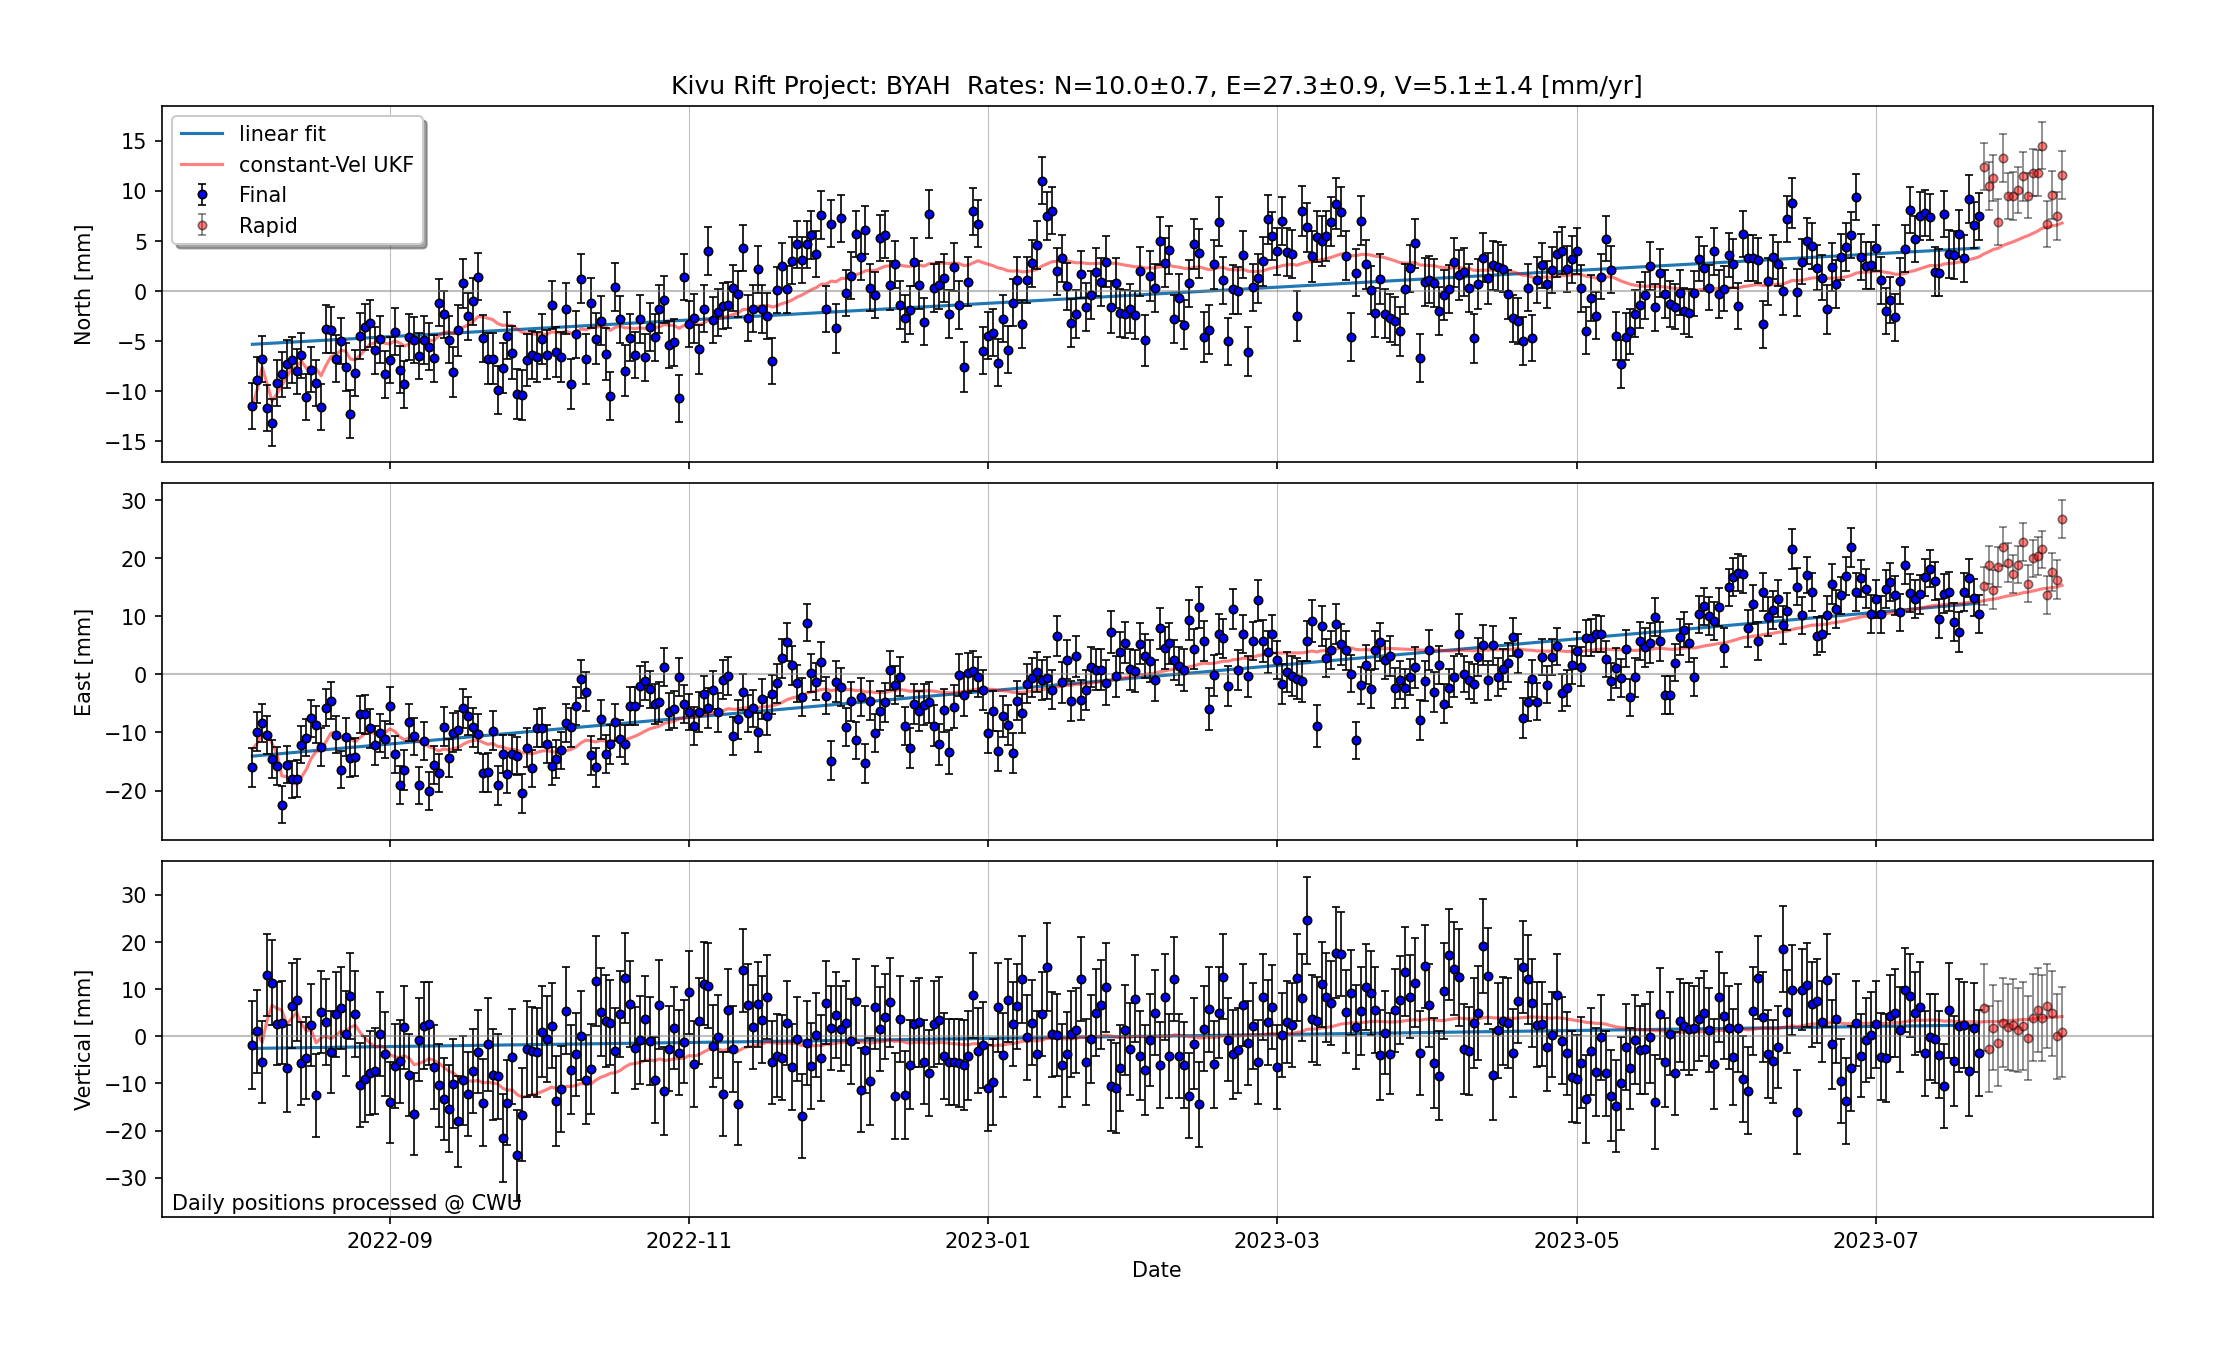 Kivu Rift Project: BYAH  Rates: N=10.0±0.7, E=27.3±0.9, V=5.1±1.4 [mm/yr]
linear fit
constant-Vel UKF
Final
Rapid
North [mm]
15
10
5
0
−5
−10
−15
East [mm]
30
20
10
0
−10
−20
Vertical [mm]
30
20
10
0
−10
−20
−30
Daily positions processed @ CWU
2022-09 2022-11 2023-01 2023-03 2023-05 2023-07
Date